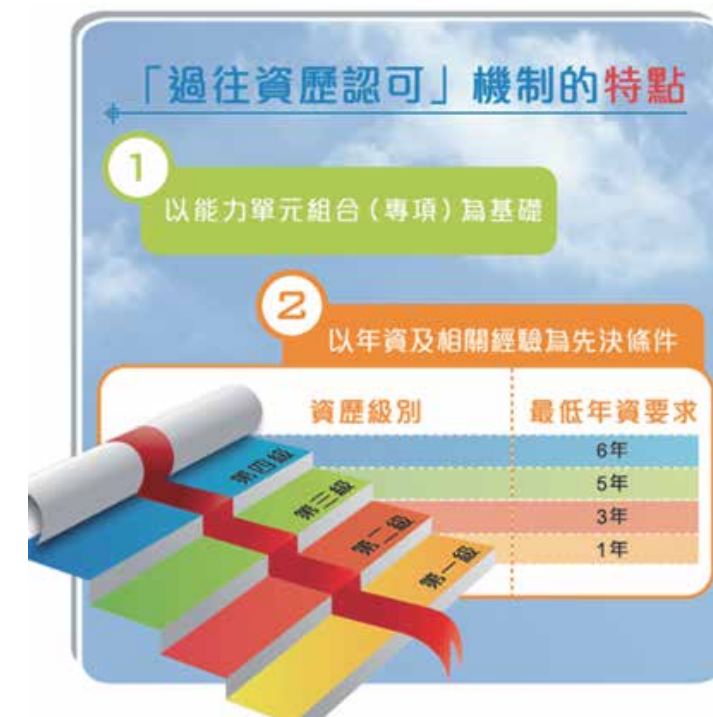 「過往資歷認可」機制的特點
1
以能力單元組合（專項）為基礎
2
以年資及相關經驗為先決條件
資歷級別 最低年資要求
第四級 6年
第三級 5年
第二級 3年
第一級 1年